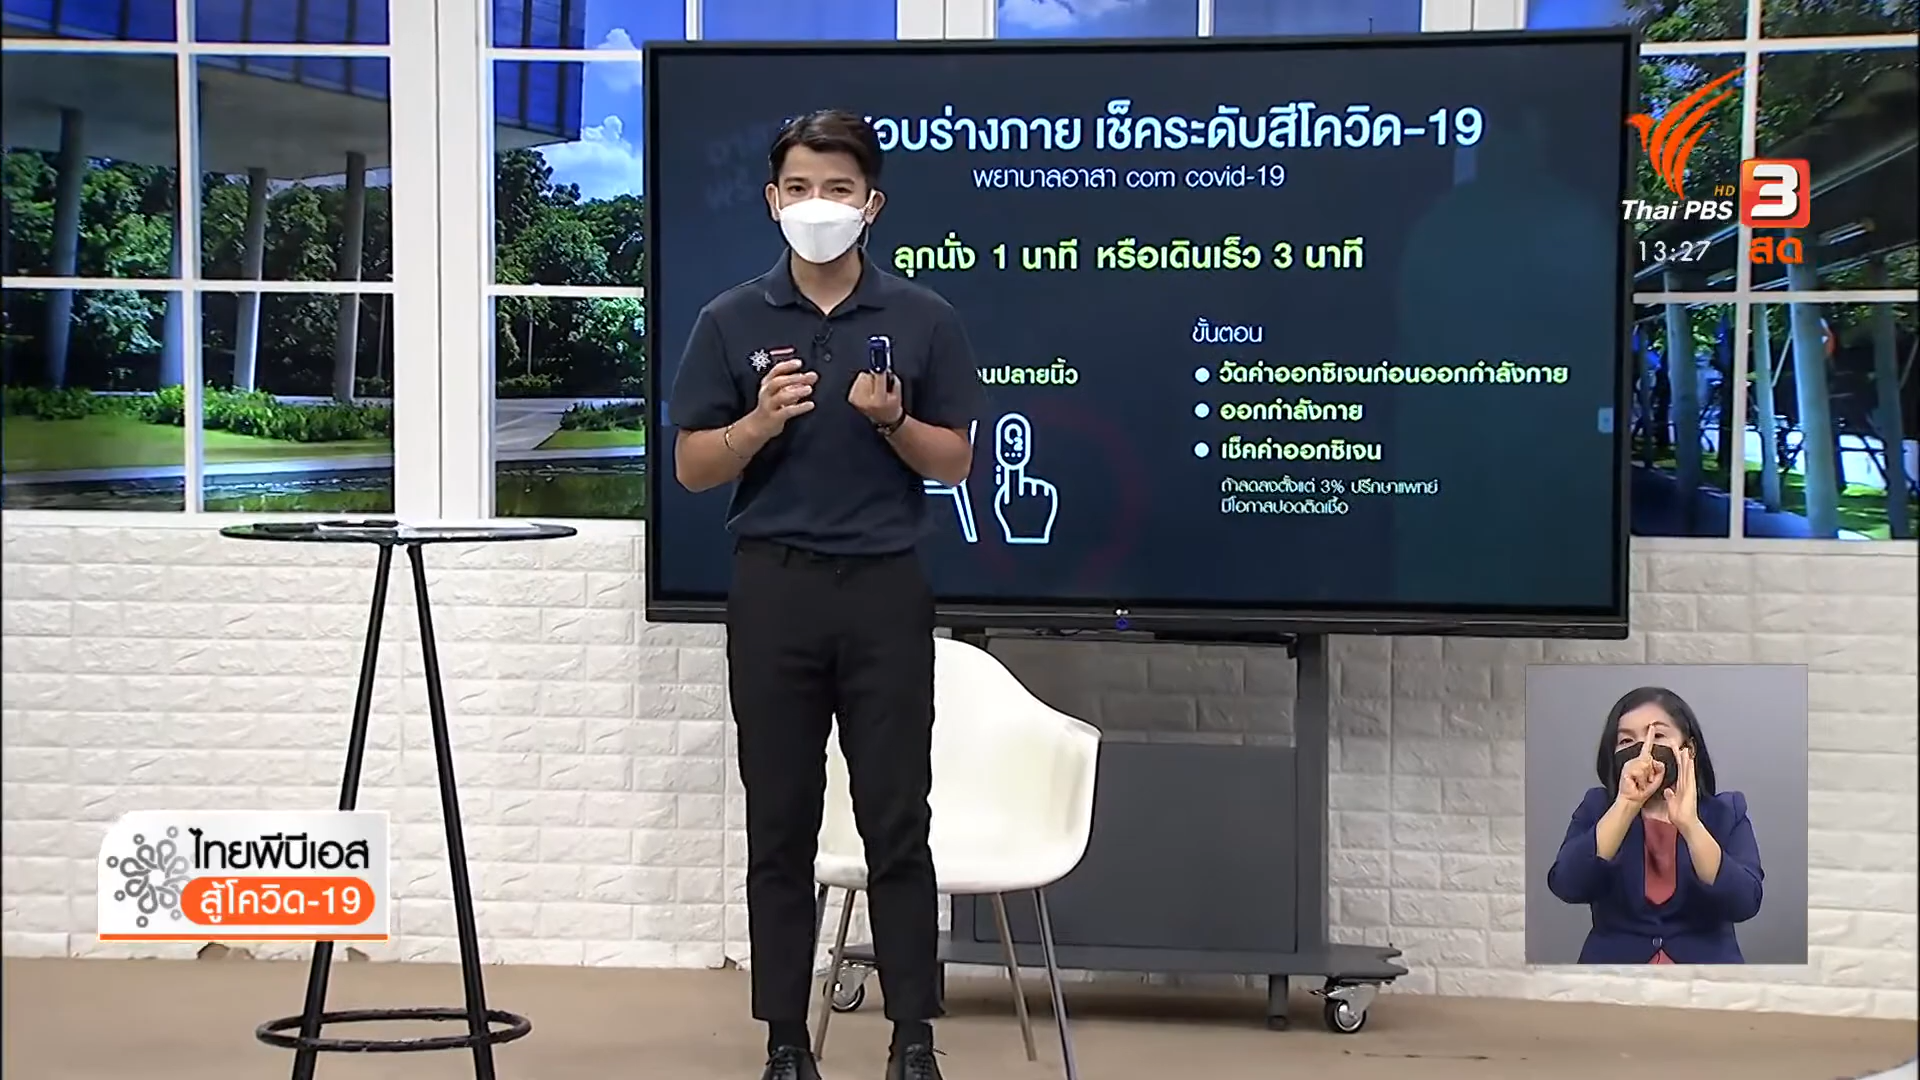 อบร่างกาย เช็คระดับสีโควิด-19
พยาบาลอาสา com covid-19
ลุกนั่ง 1 นาที หรือเดินเร็ว 3 นาที
นปลายนิ้ว
ขั้นตอน
วัดค่าออกซิเจนก่อนออกกำลังกาย
ออกกำลังกาย
เช็คค่าออกซิเจน
ถ้าลดลงตั้งแต่ 3% ปรึกษาแพทย์
มีโอกาสปอดติดเชื้อ
HD
Thai PBS 3
13:27 สด
ไทยพีบีเอส
สู้โควิด-19